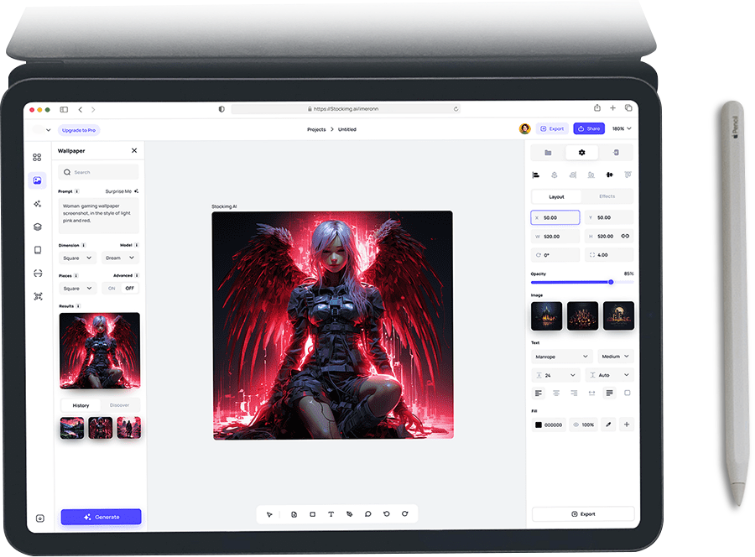 https://Stocking.ai/imeronn
Upgrade to Pro
Projects > Untitled
Export
Share
180%
Wallpaper
Search
Prompt
Surprise Me
Woman gaming wallpaper
screenshot, in the style of light
pink and red.
Dimension
Model
Square
Dream
Pieces
Advanced
Square
ON
OFF
Results
History
Discover
Generate
Stocking.AI
Layout
Effects
X 50.00
Y 50.00
W 520.00
H 520.00
0°
4.00
Opacity
85%
Image
Text
Manrope
Medium
24
Auto
Fill
000000
100%
Export
Pencil